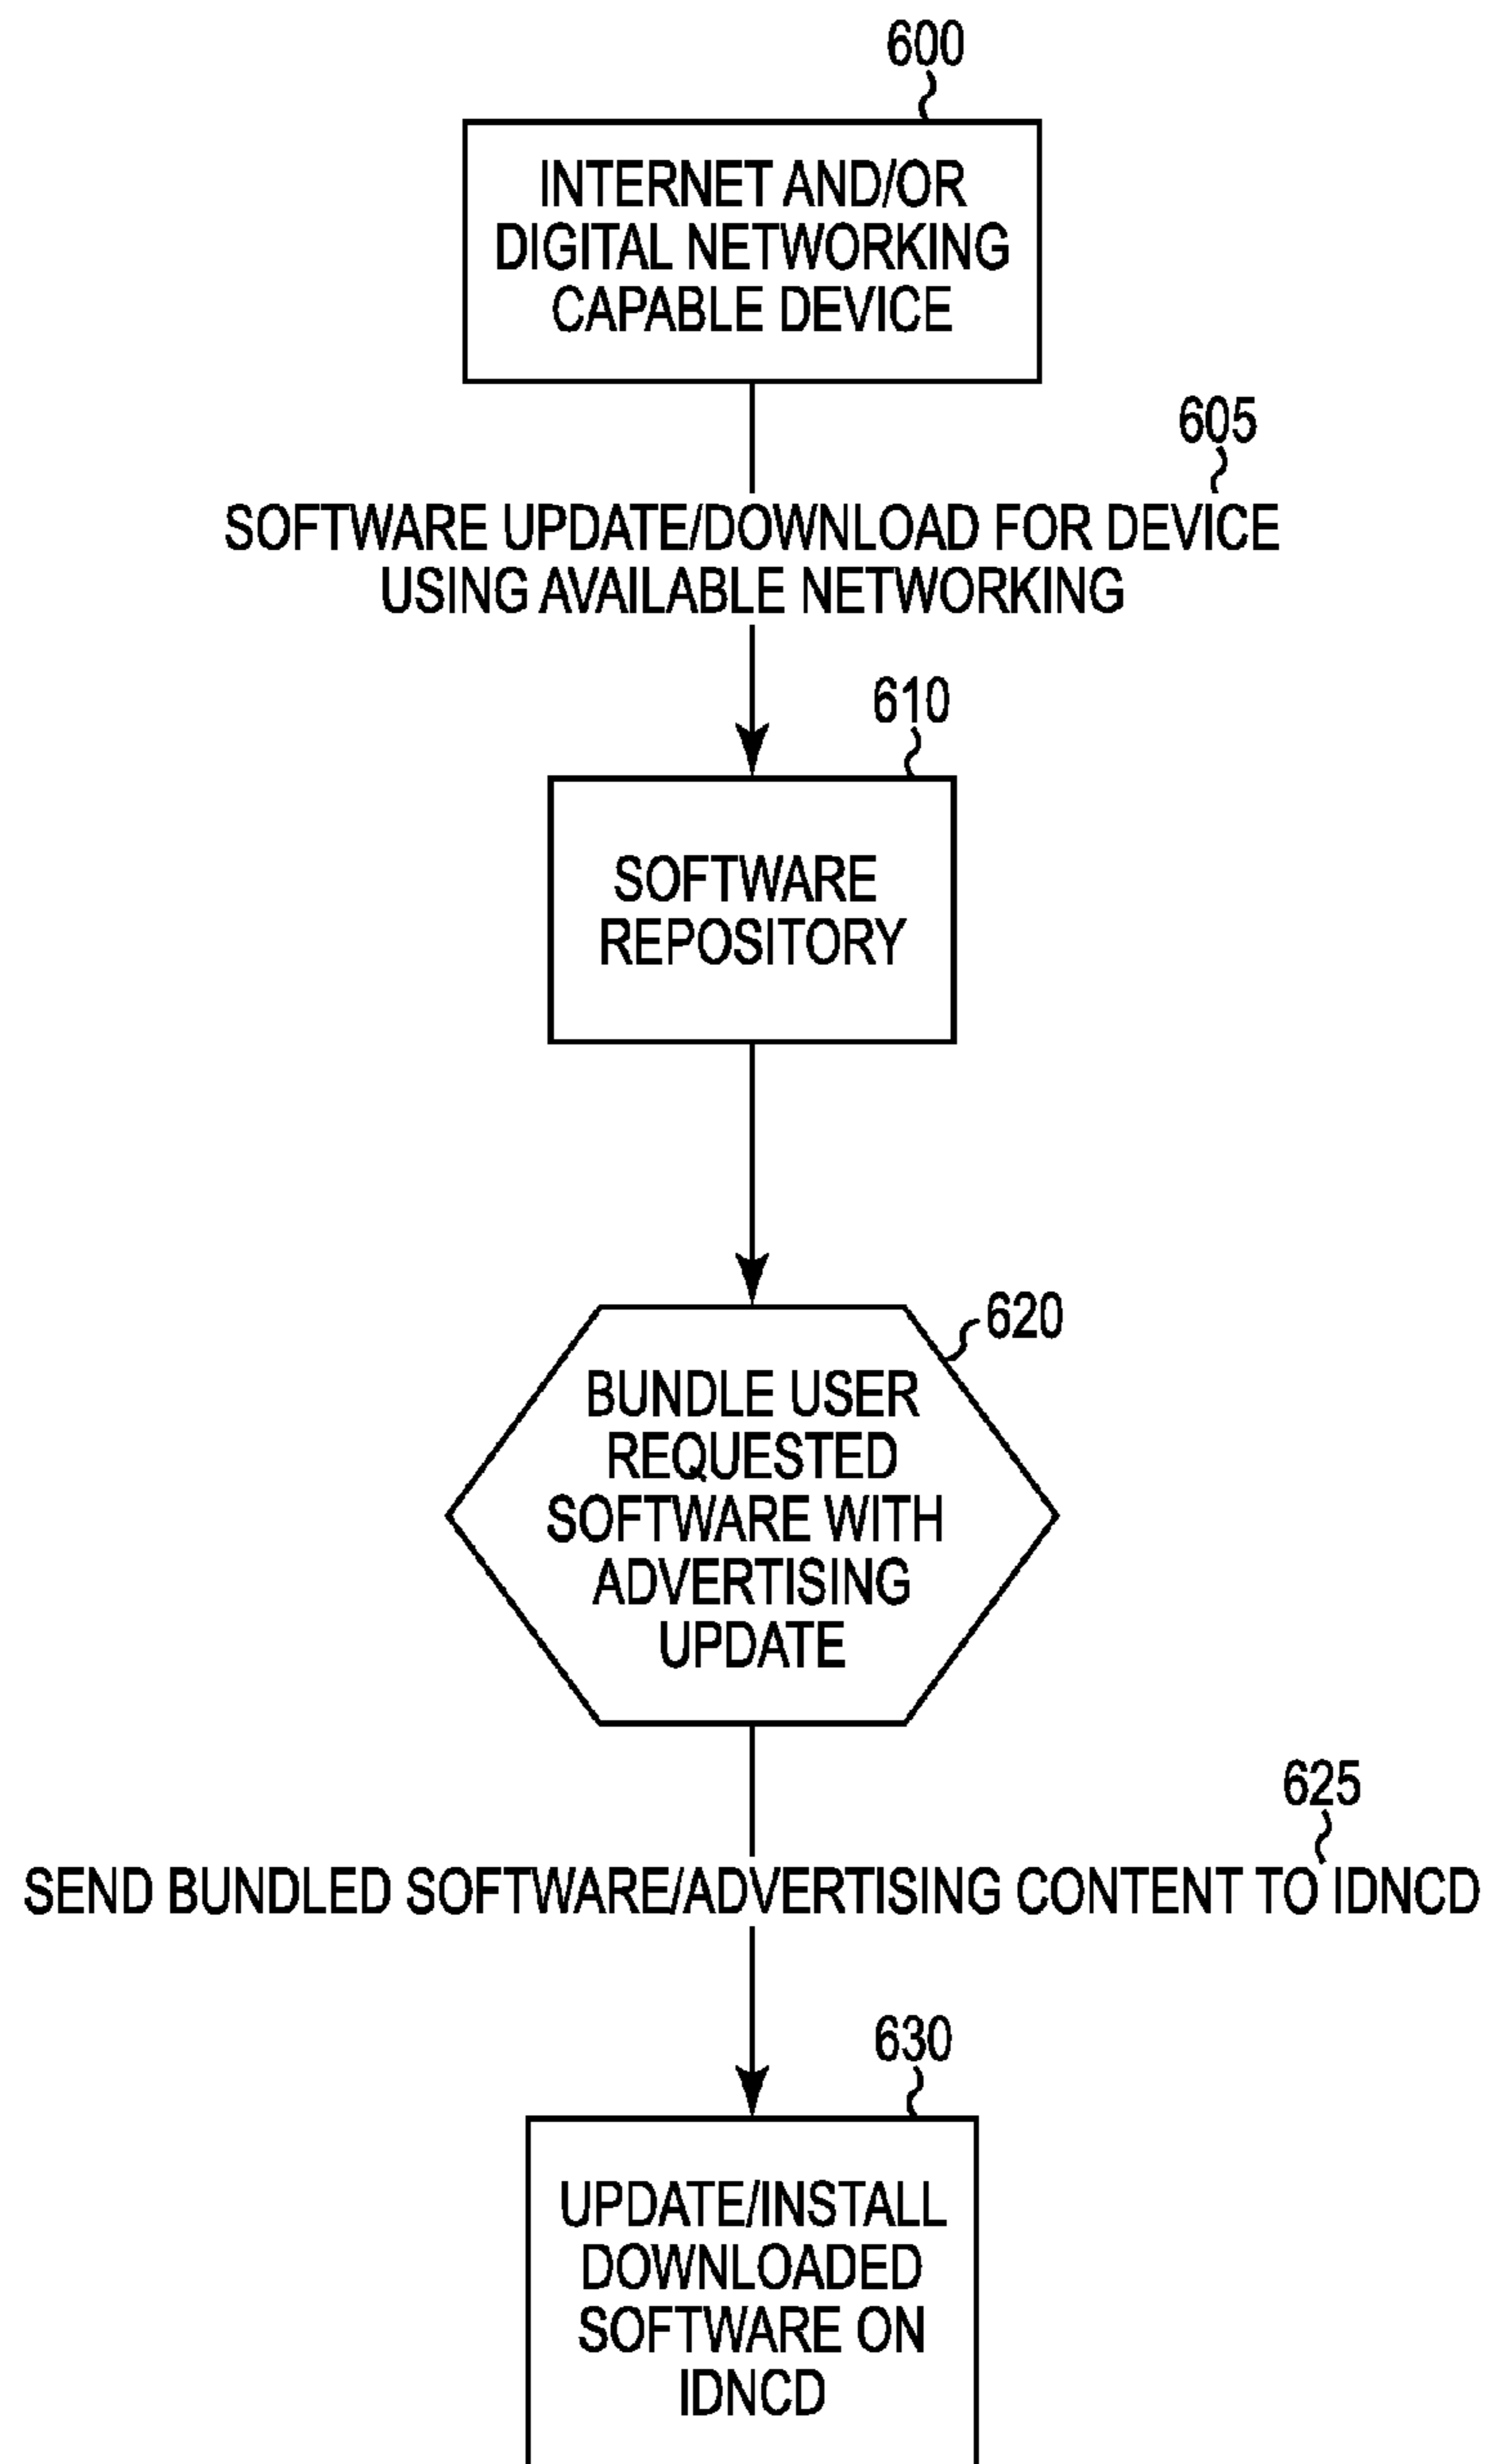 600
INTERNET AND/OR
DIGITAL NETWORKING
CAPABLE DEVICE
605
SOFTWARE UPDATE/DOWNLOAD FOR DEVICE
USING AVAILABLE NETWORKING
610
SOFTWARE
REPOSITORY
620
BUNDLE USER
REQUESTED
SOFTWARE WITH
ADVERTISING
UPDATE
625
SEND BUNDLED SOFTWARE/ADVERTISING CONTENT TO IDNCD
630
UPDATE/INSTALL
DOWNLOADED
SOFTWARE ON
IDNCD